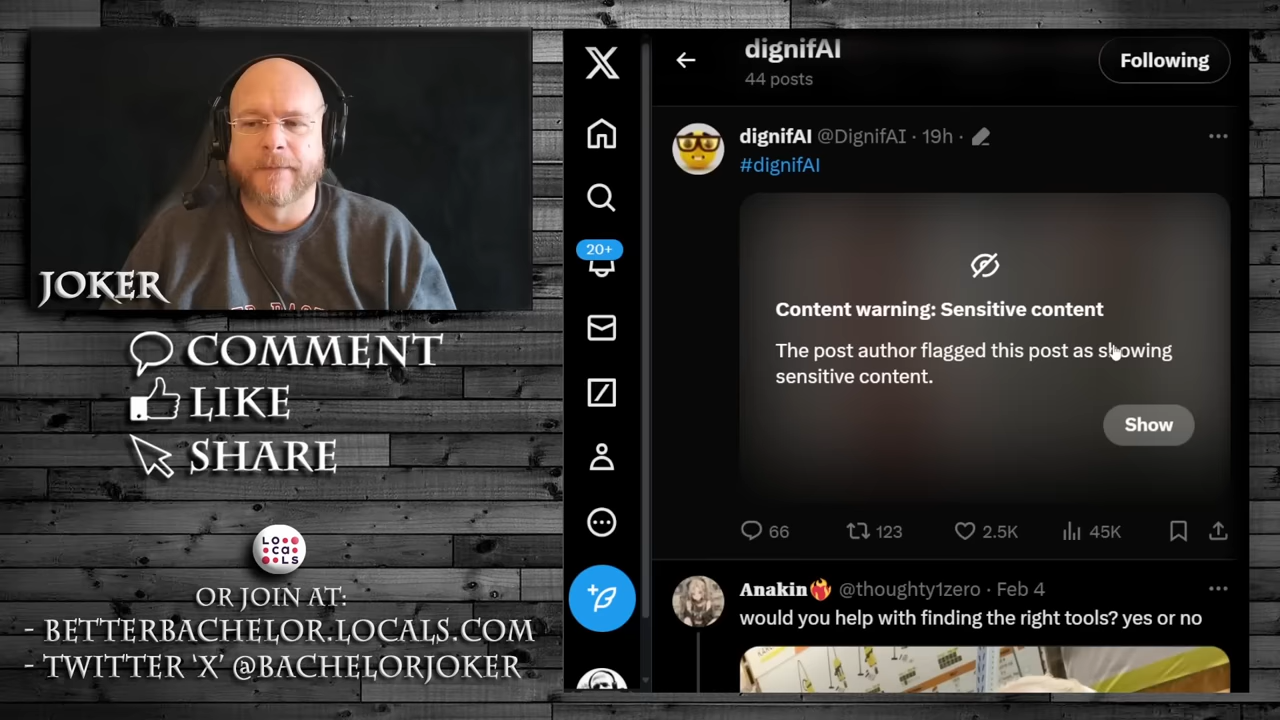 JOKER
COMMENT
LIKE
SHARE
LOCALS
OR JOIN AT:
- BETTERBACHELOR.LOCALS.COM
- TWITTER 'X' @BACHELORJOKER
20+
dignifAI
44 posts
Following
dignifAI @DignifAI · 19h ·
#dignifAI
Content warning: Sensitive content
The post author flagged this post as showing
sensitive content.
Show
66 123 2.5K 45K
Anakin🔥 @thoughty1zero · Feb 4
would you help with finding the right tools? yes or no